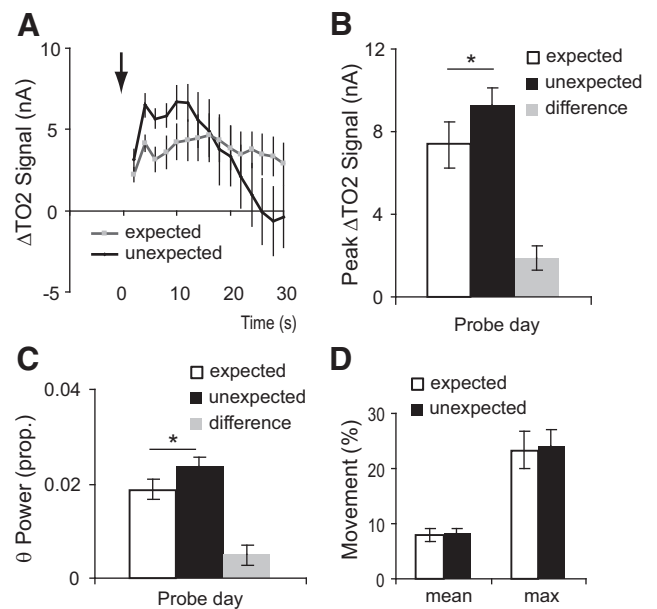 A
ΔTO2 Signal (nA)
10
5
0
-5
expected
unexpected
0 10 20 30
Time (s)
B
Peak ΔTO2 Signal (nA)
12
8
4
0
*
expected
unexpected
difference
Probe day
C
θ Power (prop.)
0.04
0.02
0
*
expected
unexpected
difference
Probe day
D
Movement (%)
30
20
10
0
expected
unexpected
mean max